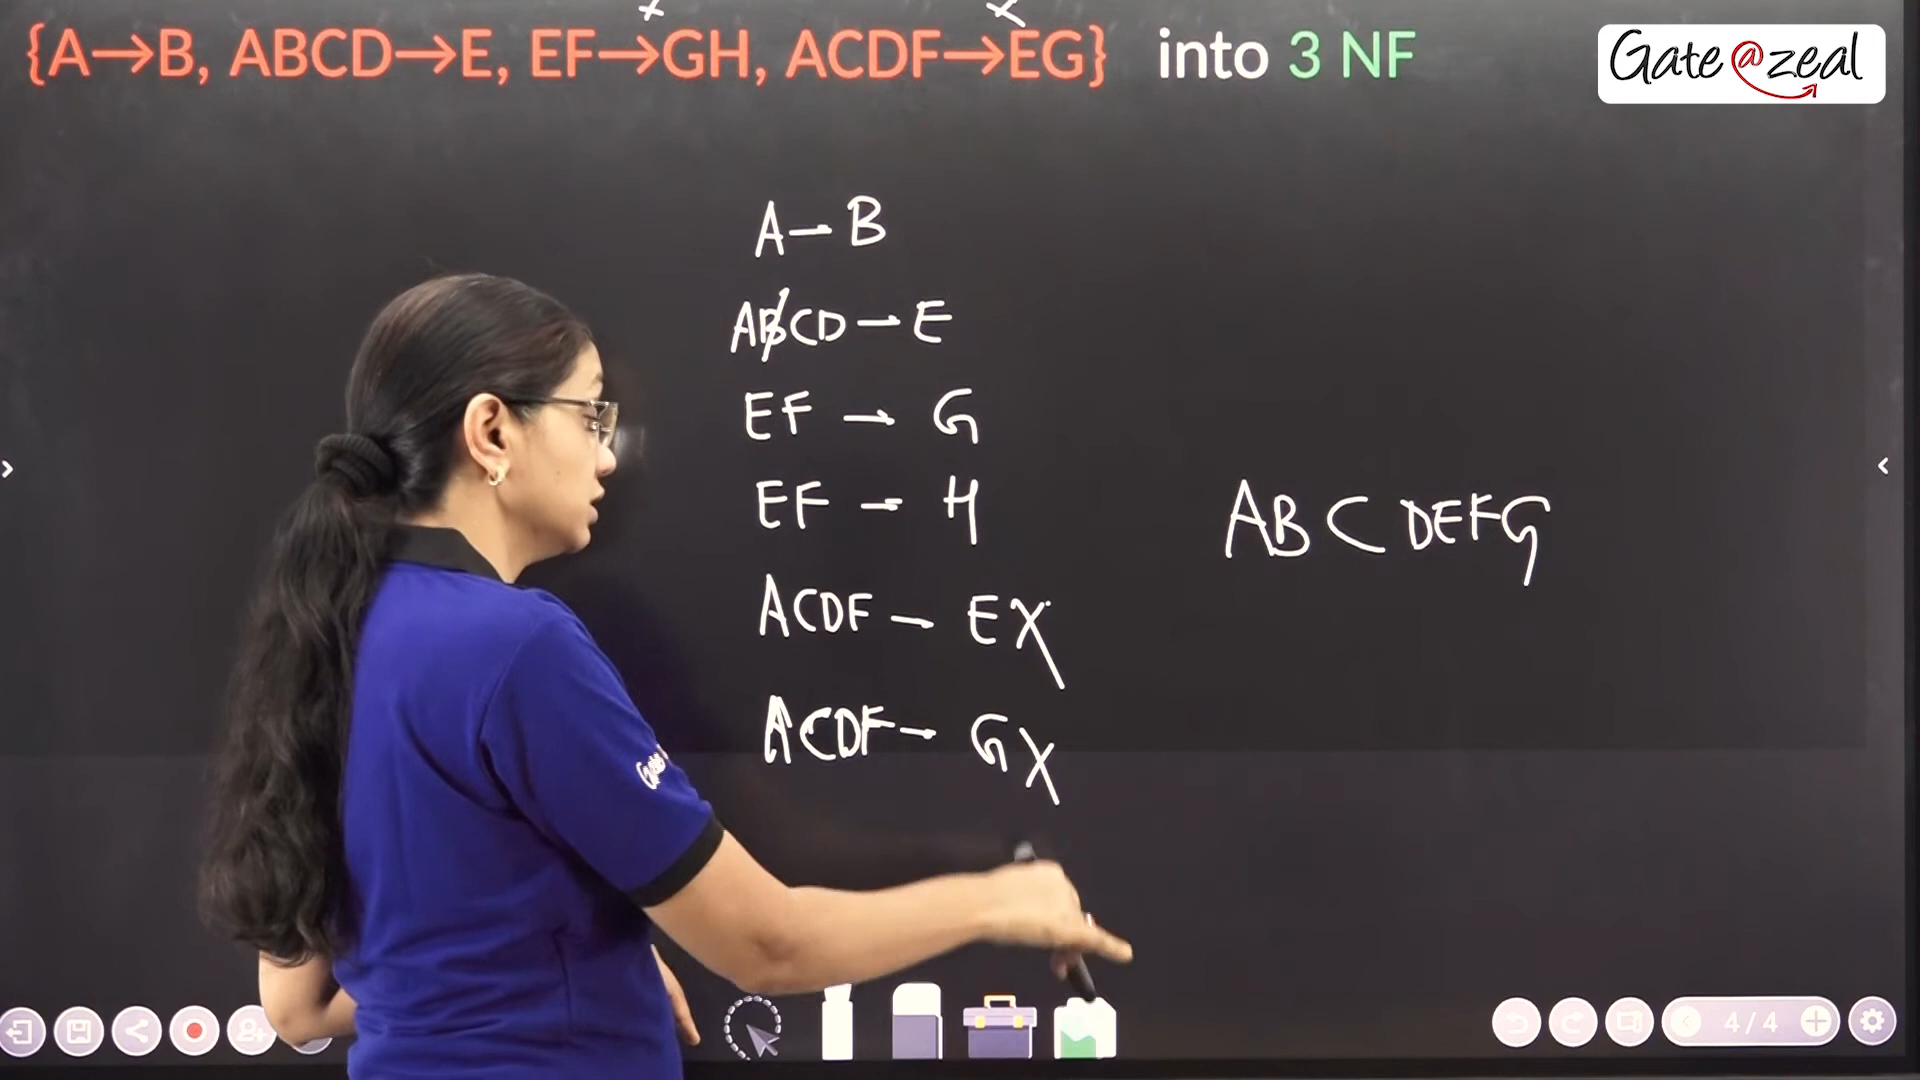 {A→B, ABCD→E, EF→GH, ACDF→EG} into 3 NF
Gate@zeal
A → B
ABCD → E
EF → G
EF → H
ACDF → E X
ACDF → G X
ABCDEFG
4/4